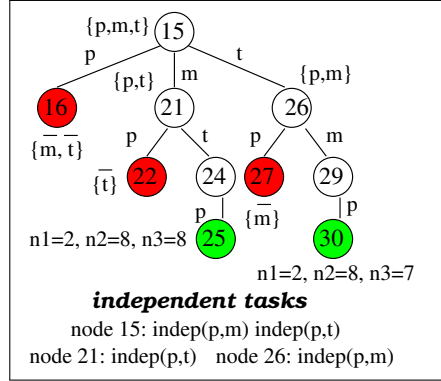 {p,m,t} 15
p m t
{p,t} {p,m}
16 21 26
{m̅, t̅} p t p m
{t̅} 22 24 27 29
p {m̅} p
n1=2, n2=8, n3=8 25 30
n1=2, n2=8, n3=7
independent tasks
node 15: indep(p,m) indep(p,t)
node 21: indep(p,t) node 26: indep(p,m)